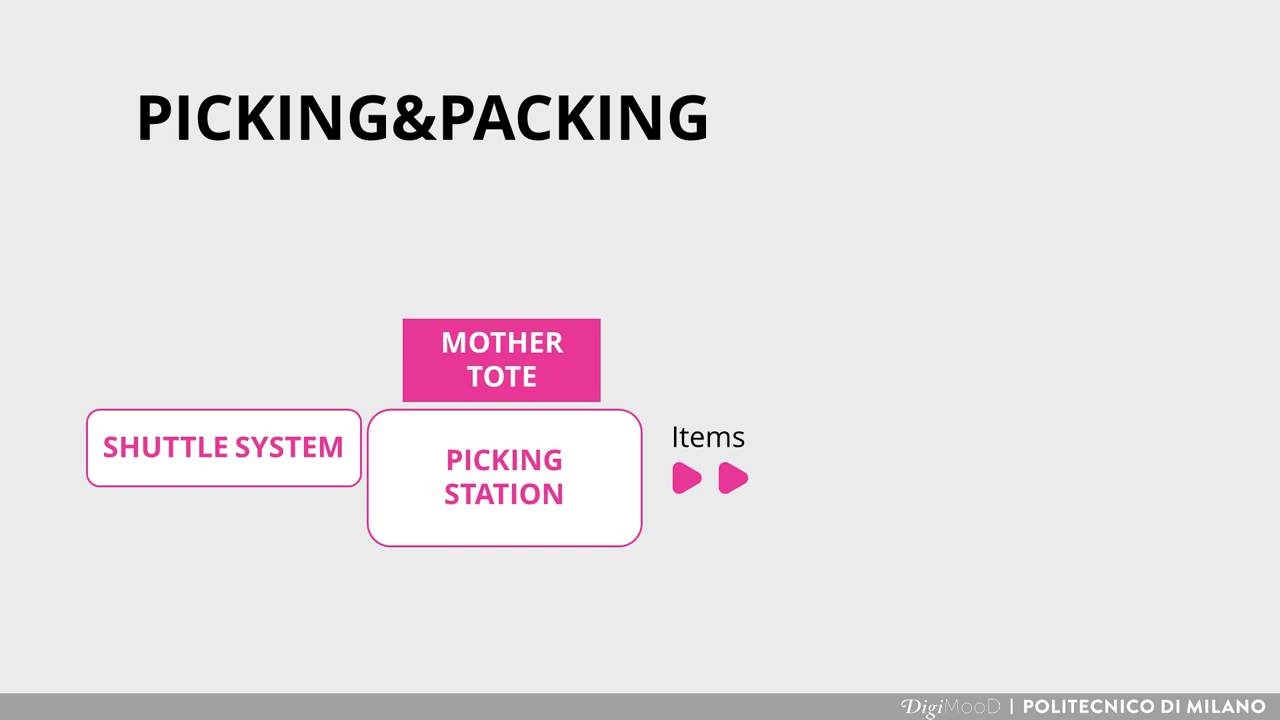 PICKING&PACKING
MOTHER
TOTE
SHUTTLE SYSTEM
PICKING
STATION
Items
DigiMooD | POLITECNICO DI MILANO